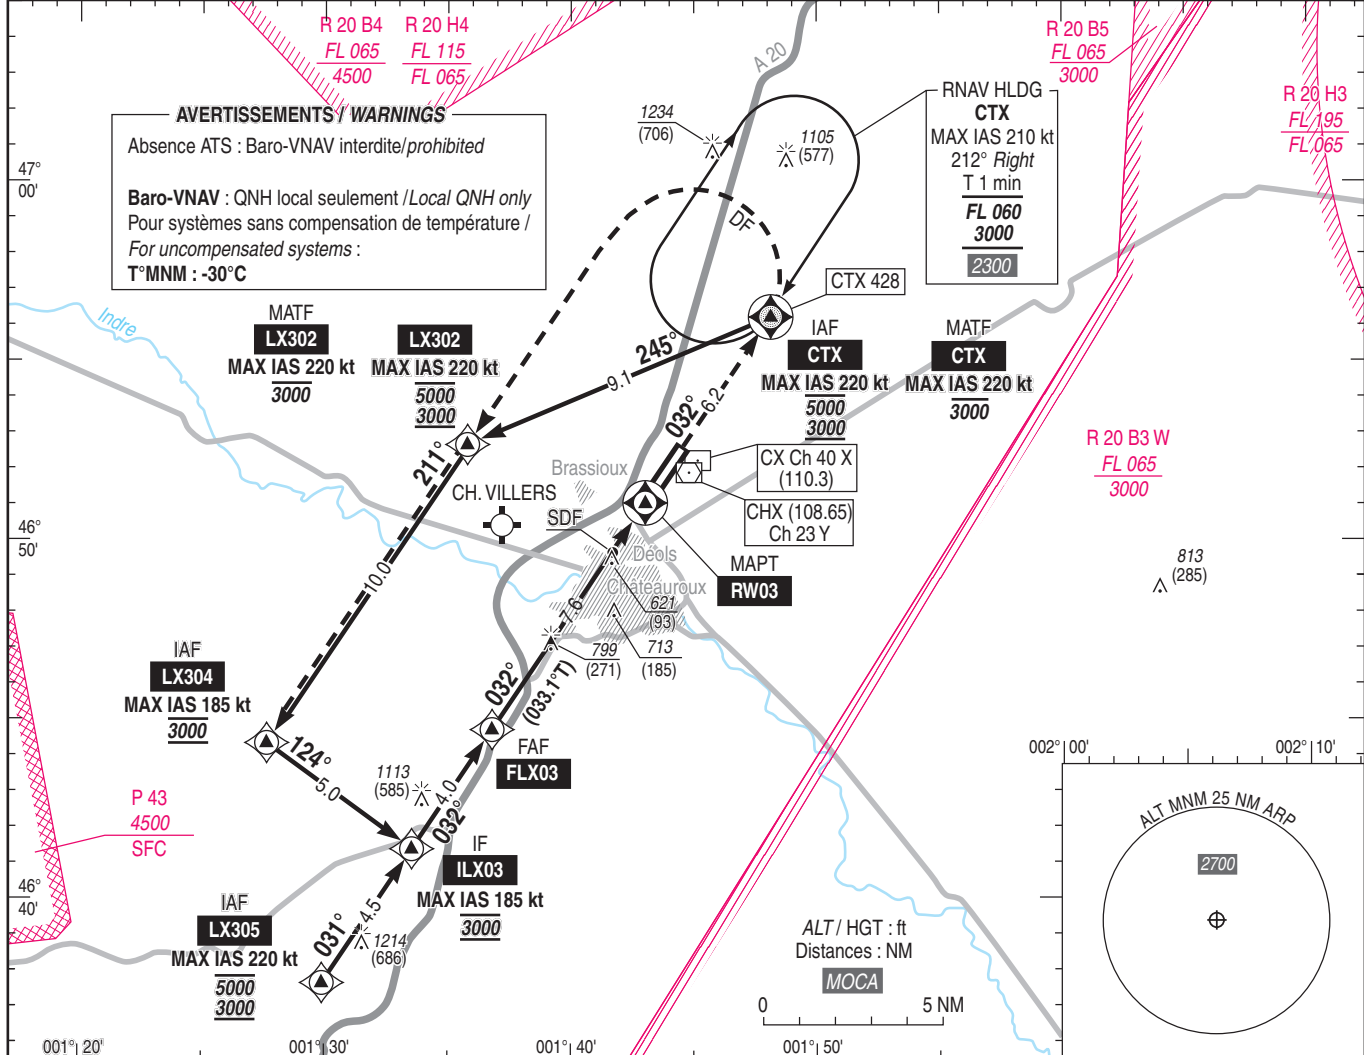 R 20 B4
FL 065
4500
R 20 H4
FL 115
FL 065
A 20
R 20 B5
FL 065
3000
R 20 H3
FL 195
FL 065
AVERTISSEMENTS / WARNINGS
Absence ATS : Baro-VNAV interdite/prohibited
Baro-VNAV : QNH local seulement /Local QNH only
Pour systèmes sans compensation de température /
For uncompensated systems :
T°MNM : -30°C
1234
(706)
1105
(577)
RNAV HLDG
CTX
MAX IAS 210 kt
212° Right
T 1 min
FL 060
3000
2300
47°
00'
DF
CTX 428
Indre
MATF
LX302
MAX IAS 220 kt
3000
LX302
MAX IAS 220 kt
5000
3000
245°
9.1
IAF
CTX
MAX IAS 220 kt
5000
3000
MATF
CTX
MAX IAS 220 kt
3000
032°
6.2
R 20 B3 W
FL 065
3000
211°
10.0
Brassioux
CH. VILLERS
SDF
CX Ch 40 X
(110.3)
CHX (108.65)
Ch 23 Y
46°
50'
Déols
Châteauroux
MAPT
RW03
813
(285)
7.6
621
(93)
799
(271)
713
(185)
IAF
LX304
MAX IAS 185 kt
3000
032°
(033.1°T)
FAF
FLX03
124°
5.0
1113
(585)
4.0
032°
002° 00'
002° 10'
P 43
4500
SFC
IF
ILX03
MAX IAS 185 kt
3000
ALT MNM 25 NM ARP
2700
46°
40'
IAF
LX305
MAX IAS 220 kt
5000
3000
031°
4.5
1214
(686)
ALT / HGT : ft
Distances : NM
MOCA
0
5 NM
001° 20'
001° 30'
001° 40'
001° 50'